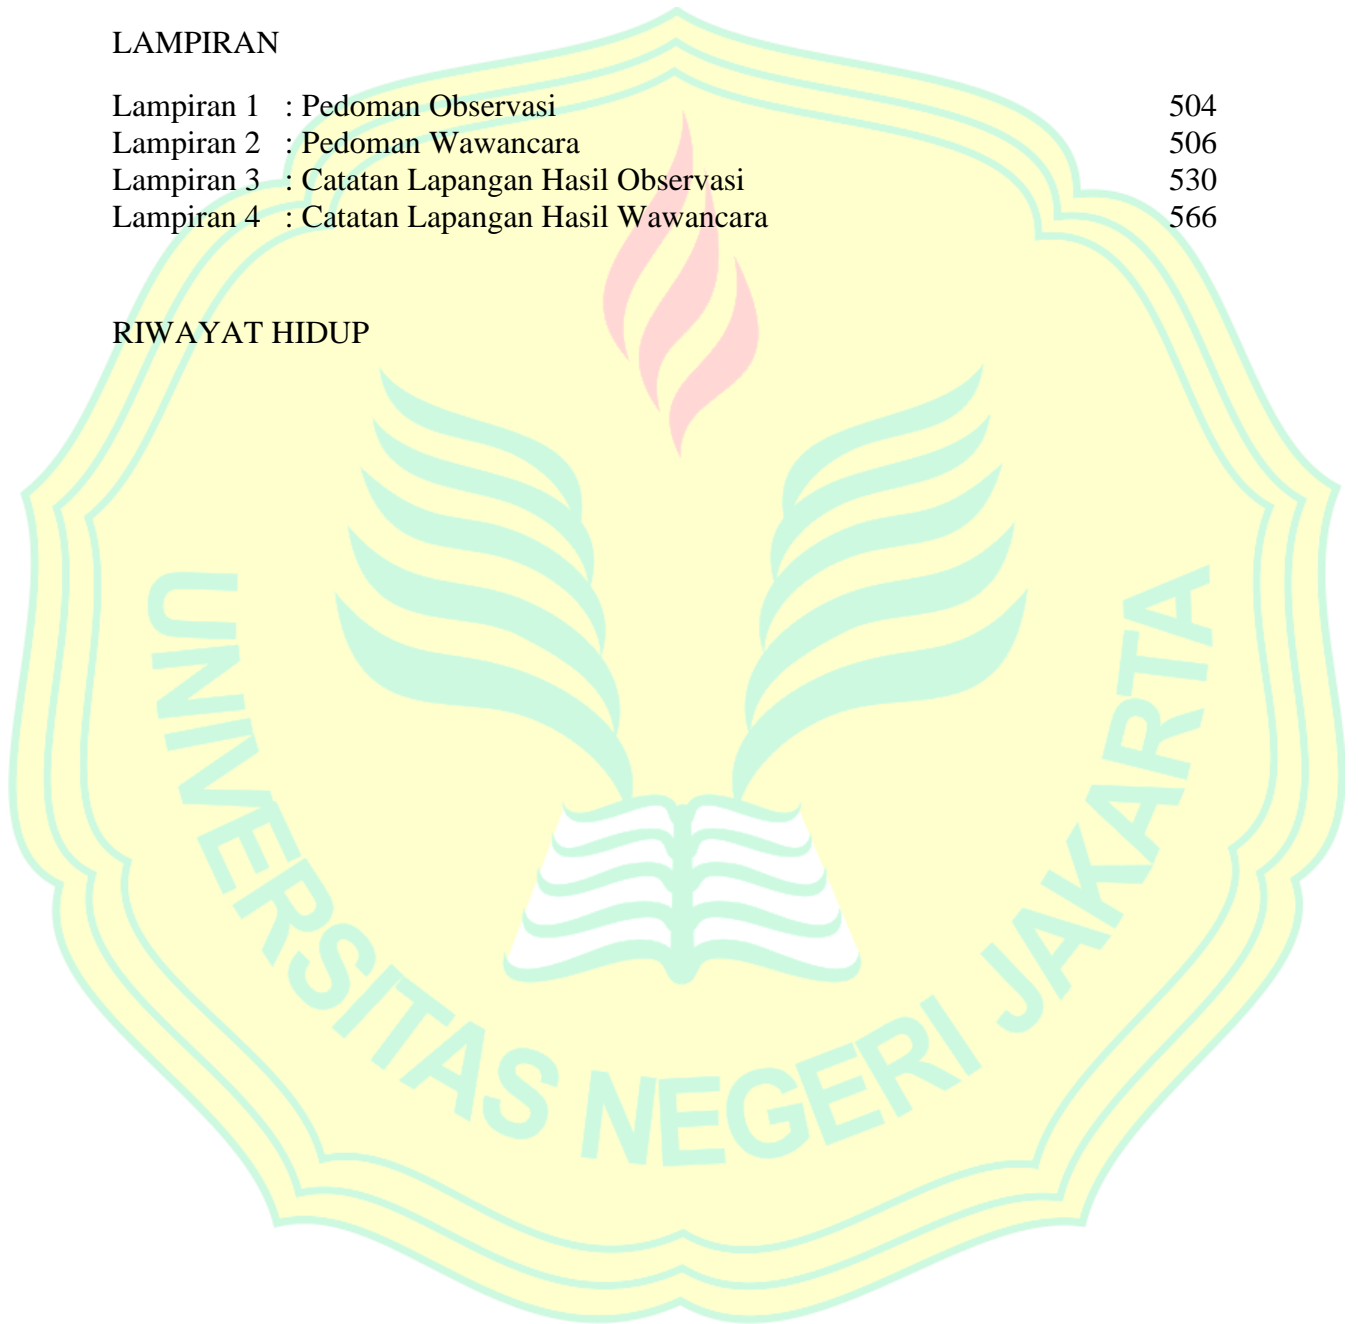 LAMPIRAN
Lampiran 1 : Pedoman Observasi 504
Lampiran 2 : Pedoman Wawancara 506
Lampiran 3 : Catatan Lapangan Hasil Observasi 530
Lampiran 4 : Catatan Lapangan Hasil Wawancara 566
RIWAYAT HIDUP
UNIVERSITAS NEGERI JAKARTA